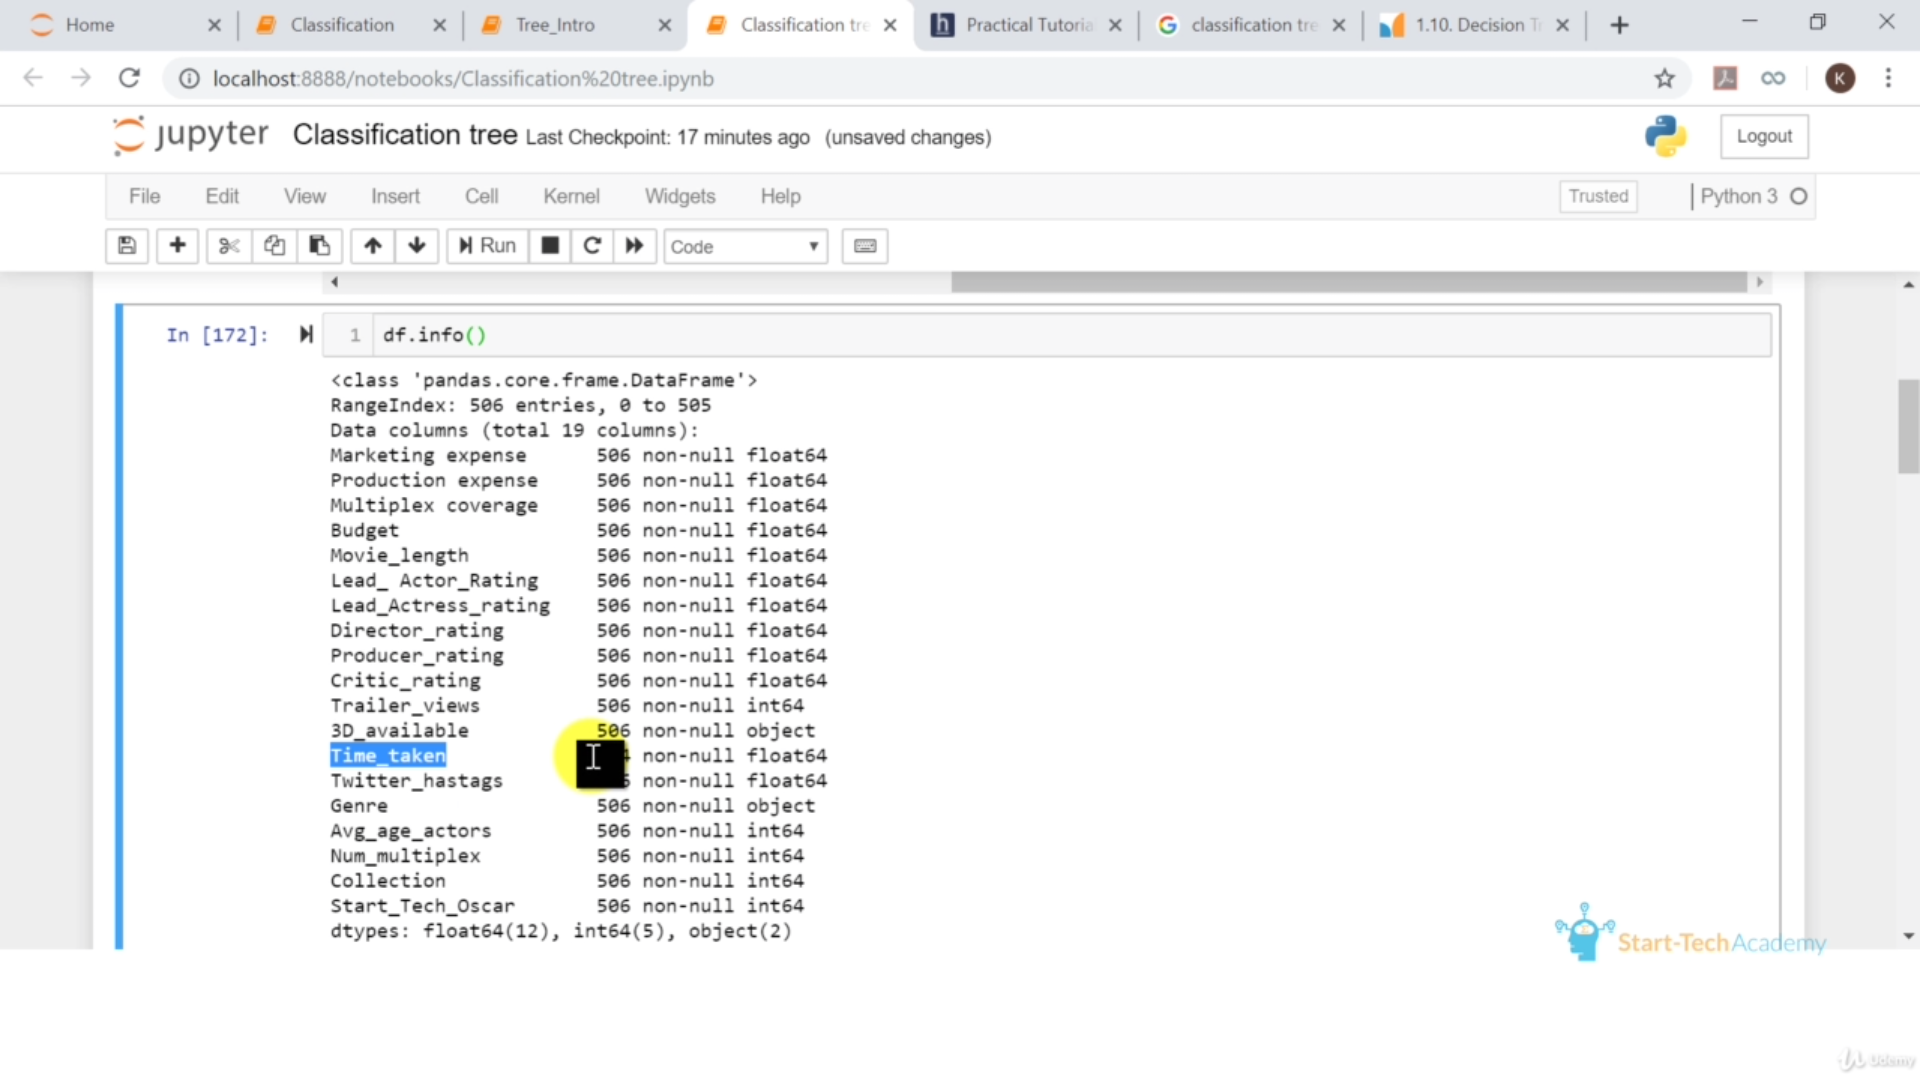 Home
Classification
Tree_Intro
Classification tre
Practical Tutoria
classification tre
1.10. Decision Tr
localhost:8888/notebooks/Classification%20tree.ipynb
K
jupyter Classification tree Last Checkpoint: 17 minutes ago (unsaved changes)
Logout
File Edit View Insert Cell Kernel Widgets Help
Trusted
Python 3
Run
Code
In [172]: 1 df.info()
<class 'pandas.core.frame.DataFrame'>
RangeIndex: 506 entries, 0 to 505
Data columns (total 19 columns):
Marketing expense 506 non-null float64
Production expense 506 non-null float64
Multiplex coverage 506 non-null float64
Budget 506 non-null float64
Movie_length 506 non-null float64
Lead_ Actor_Rating 506 non-null float64
Lead_Actress_rating 506 non-null float64
Director_rating 506 non-null float64
Producer_rating 506 non-null float64
Critic_rating 506 non-null float64
Trailer_views 506 non-null int64
3D_available 506 non-null object
Time_taken non-null float64
Twitter_hastags non-null float64
Genre 506 non-null object
Avg_age_actors 506 non-null int64
Num_multiplex 506 non-null int64
Collection 506 non-null int64
Start_Tech_Oscar 506 non-null int64
dtypes: float64(12), int64(5), object(2)
Start-TechAcademy
Udemy